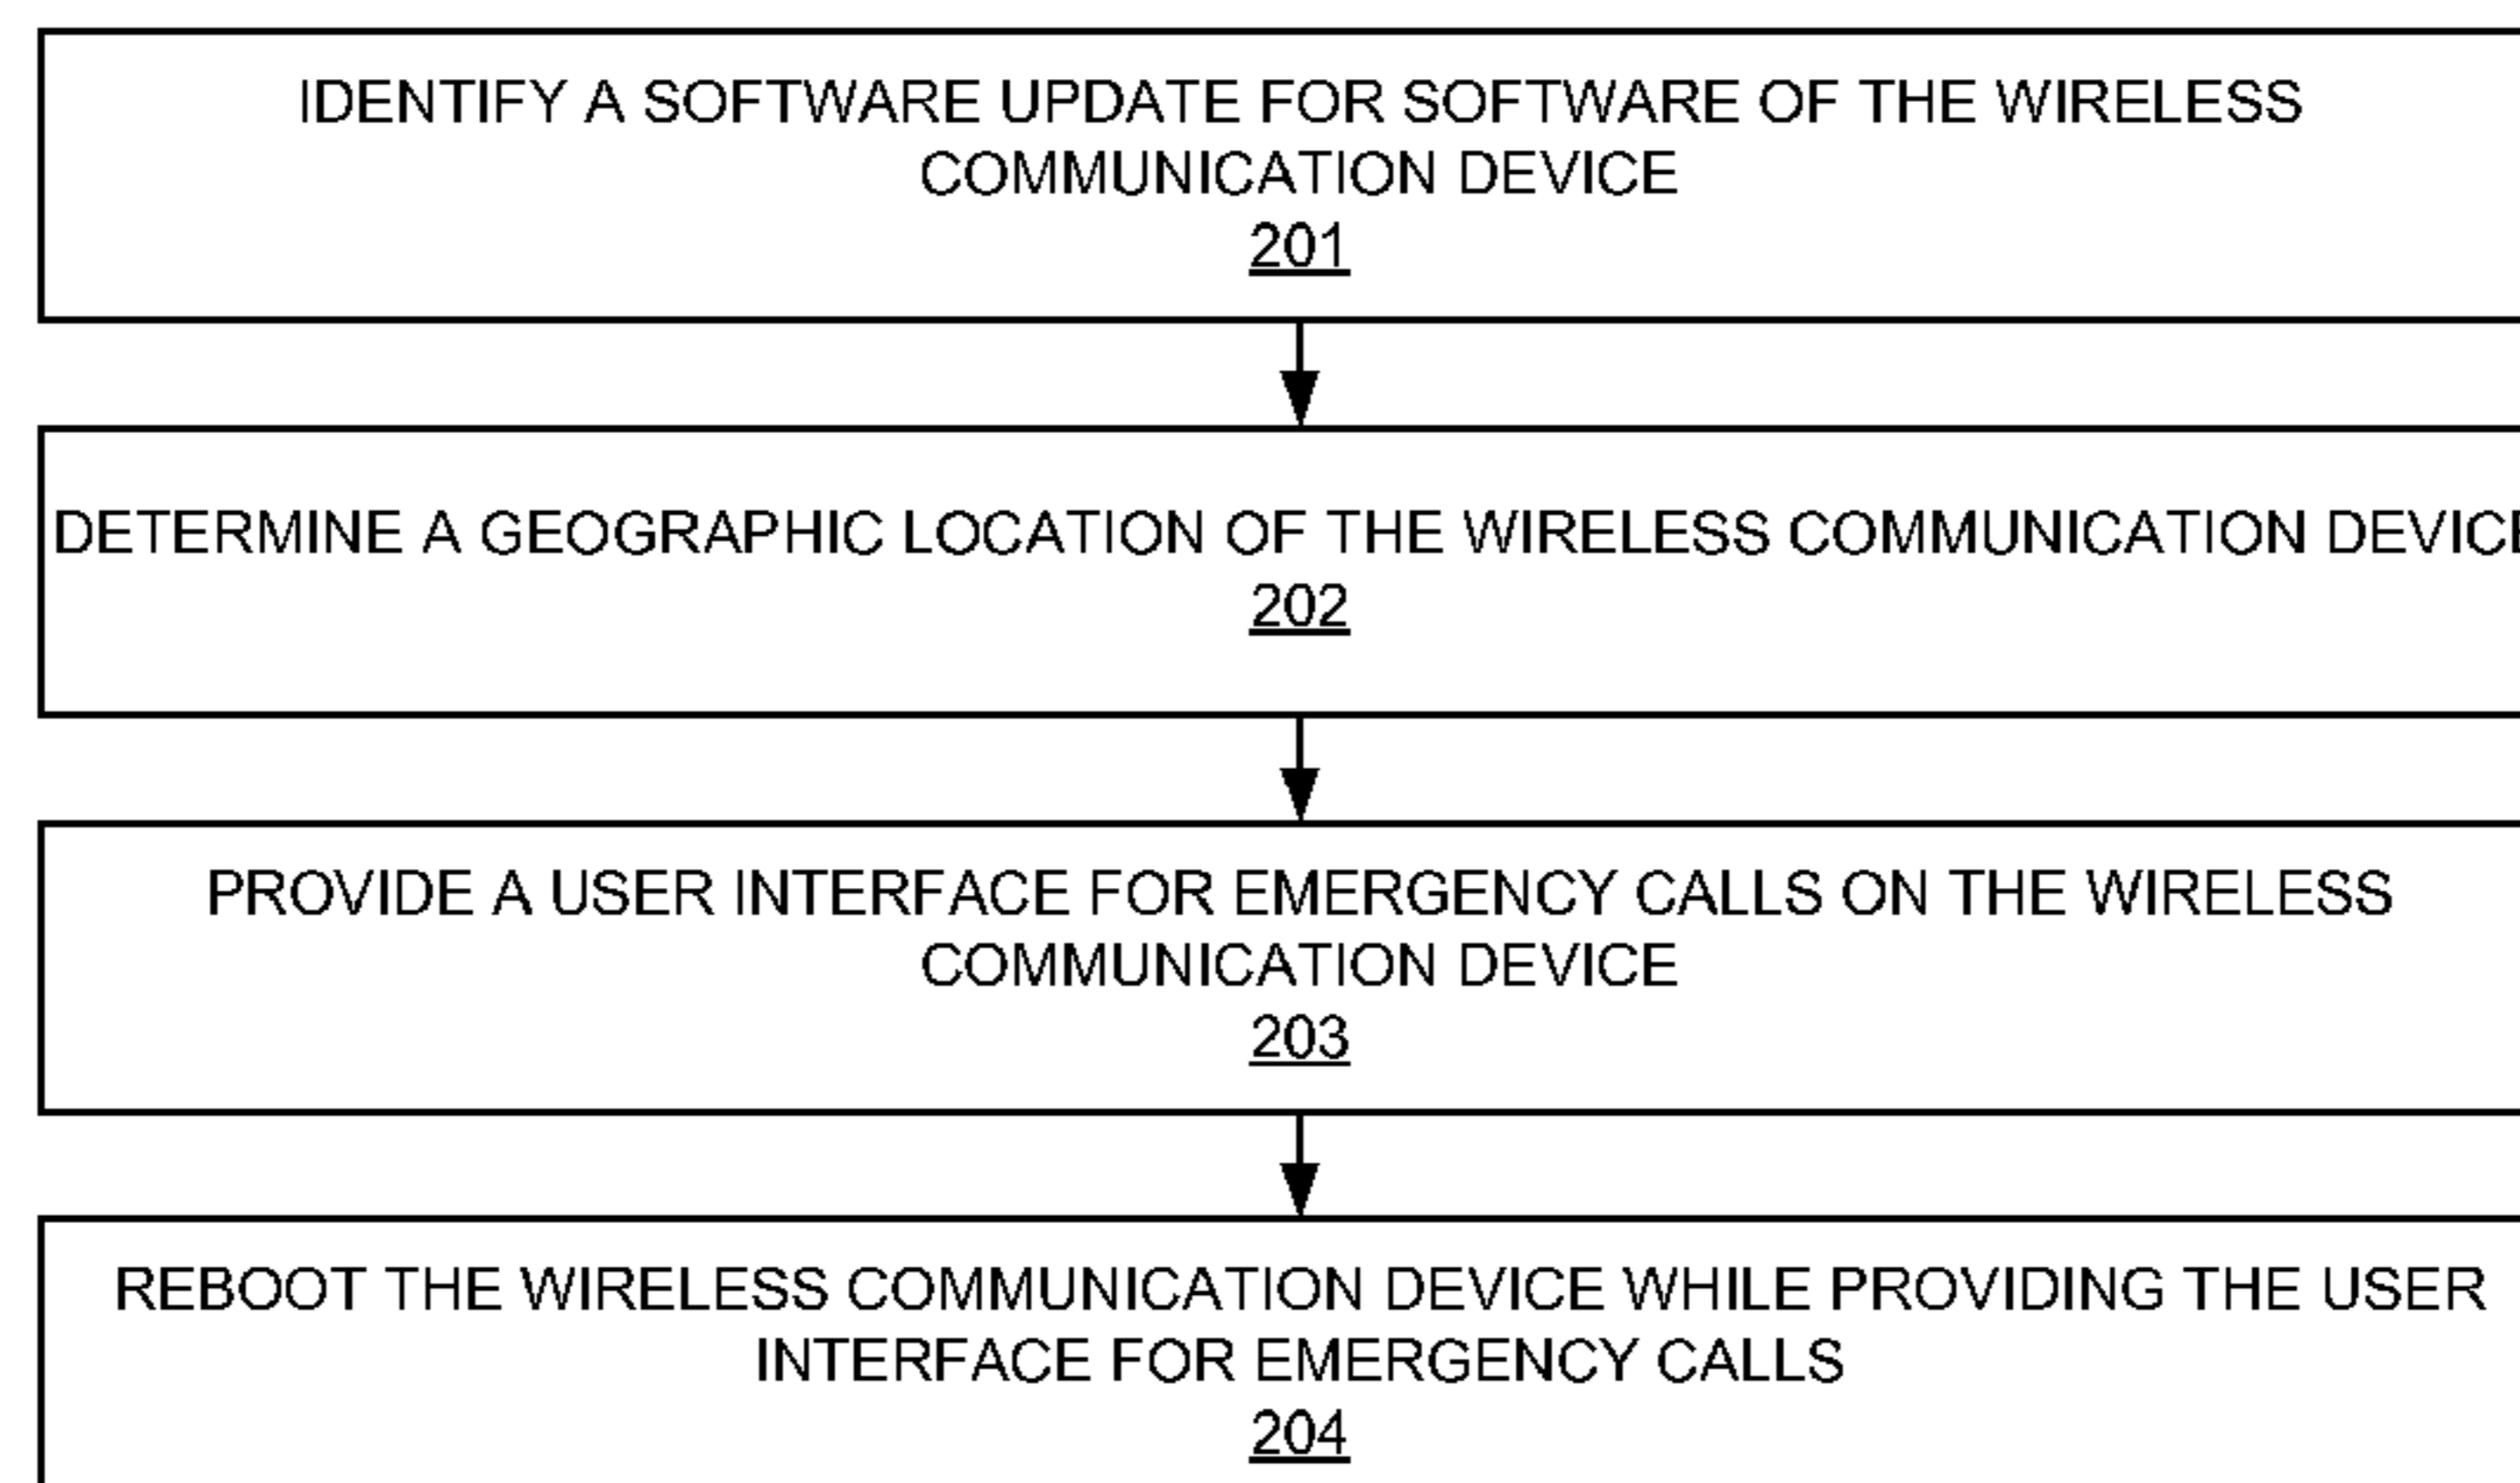 IDENTIFY A SOFTWARE UPDATE FOR SOFTWARE OF THE WIRELESS
COMMUNICATION DEVICE
201
DETERMINE A GEOGRAPHIC LOCATION OF THE WIRELESS COMMUNICATION DEVICE
202
PROVIDE A USER INTERFACE FOR EMERGENCY CALLS ON THE WIRELESS
COMMUNICATION DEVICE
203
REBOOT THE WIRELESS COMMUNICATION DEVICE WHILE PROVIDING THE USER
INTERFACE FOR EMERGENCY CALLS
204